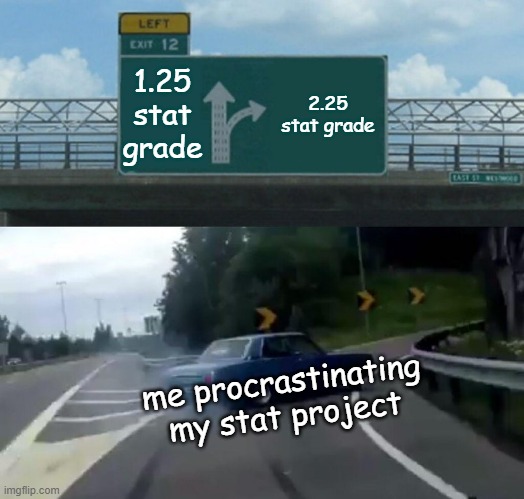 LEFT
EXIT 12
1.25
stat
grade
2.25
stat grade
me procrastinating
my stat project
imgflip.com